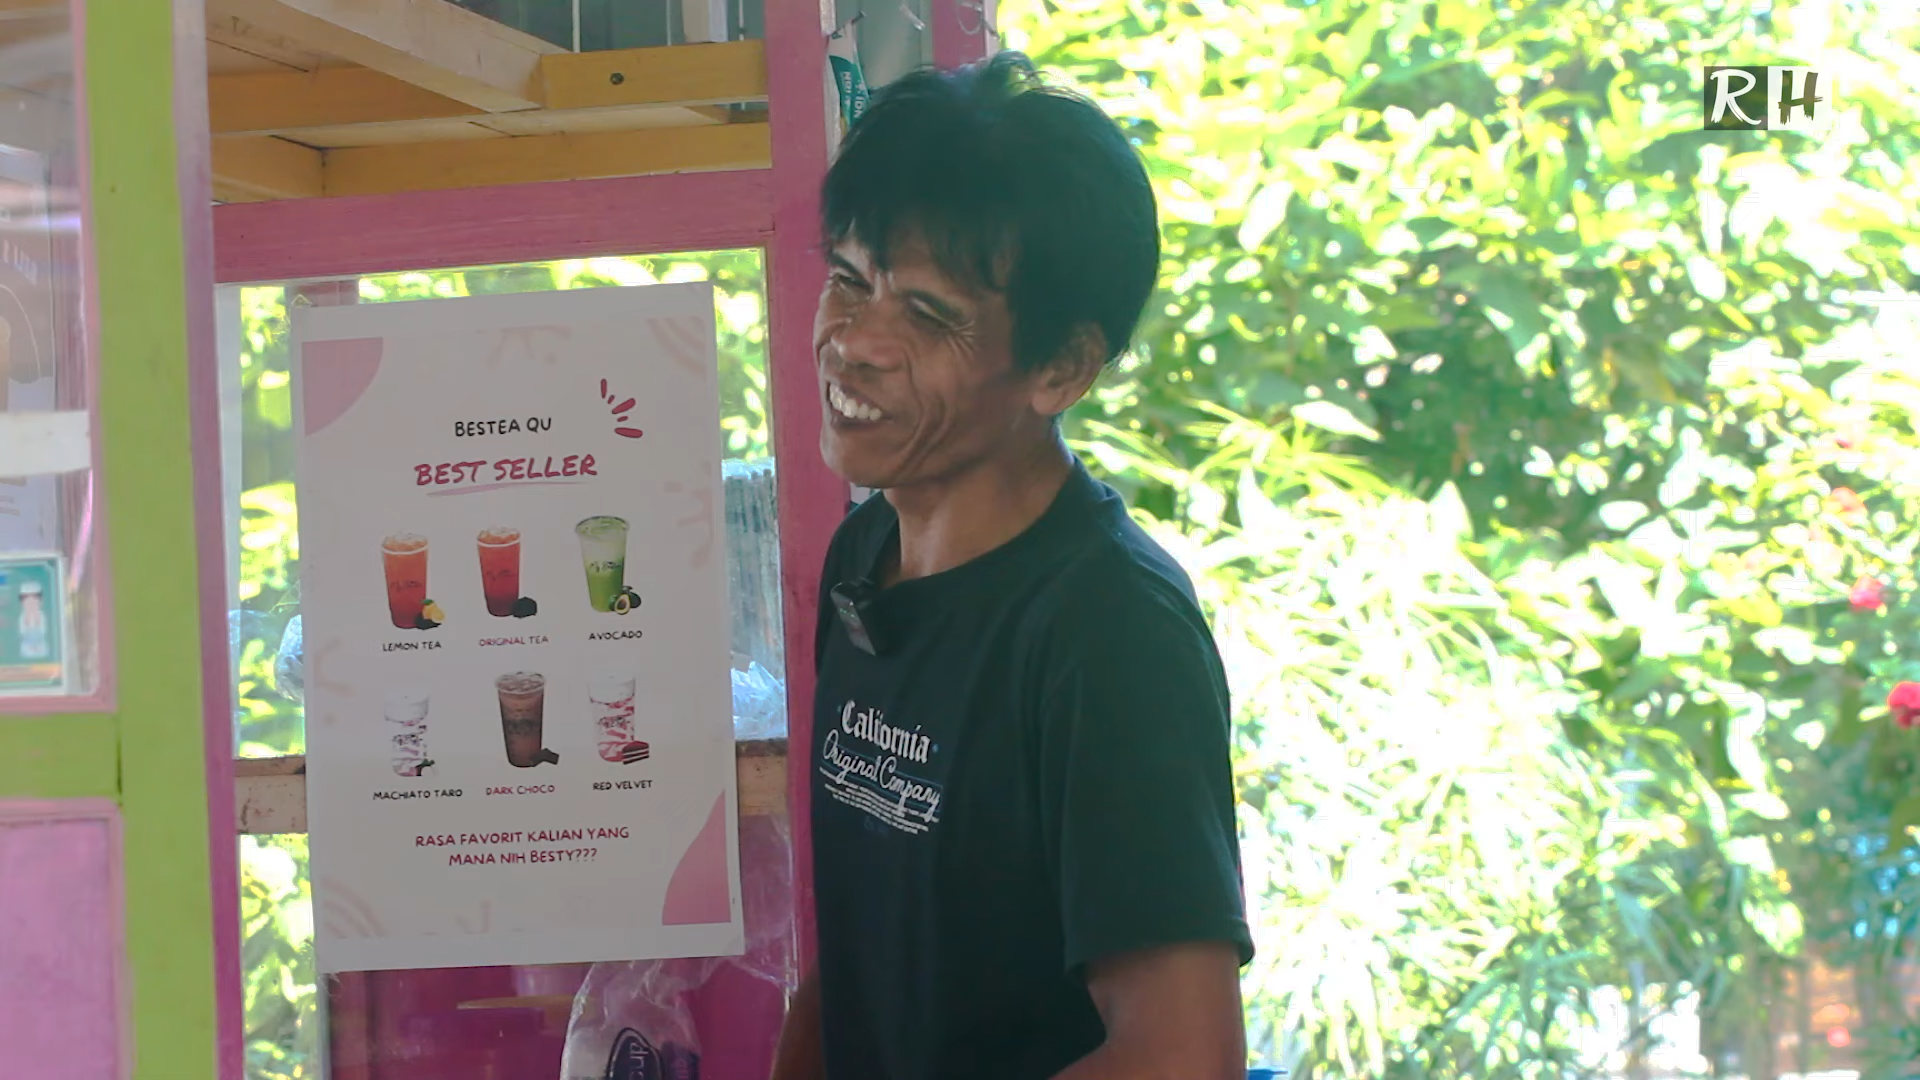 RH
BESTEA QU
BEST SELLER
LEMON TEA
ORIGINAL TEA
AVOCADO
MACHIATO TARO
DARK CHOCO
RED VELVET
RASA FAVORIT KALIAN YANG
MANA NIH BESTY???
California
Original Company